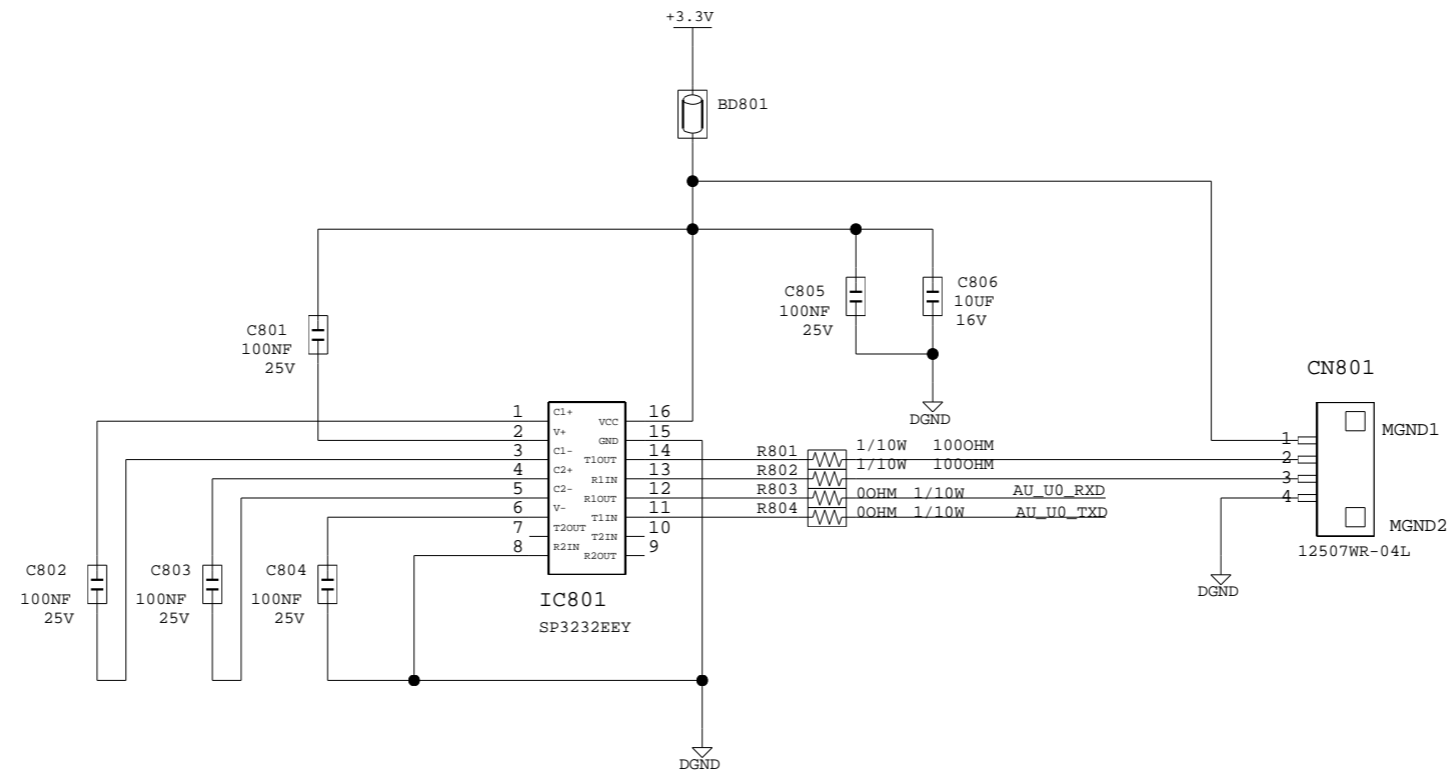 +3.3V
BD801
C805
100NF
25V
C806
10UF
16V
C801
100NF
25V
CN801
DGND
MGND1
1
2
3
4
MGND2
12507WR-04L
DGND
1 C1+ VCC 16
2 V+ GND 15
3 C1- T1OUT 14
4 C2+ R1IN 13
5 C2- R1OUT 12
6 V- T1IN 11
7 T2OUT T2IN 10
8 R2IN R2OUT 9
R801 1/10W 100OHM
R802 1/10W 100OHM
R803 0OHM 1/10W AU_U0_RXD
R804 0OHM 1/10W AU_U0_TXD
IC801
SP3232EEY
C802
100NF
25V
C803
100NF
25V
C804
100NF
25V
DGND